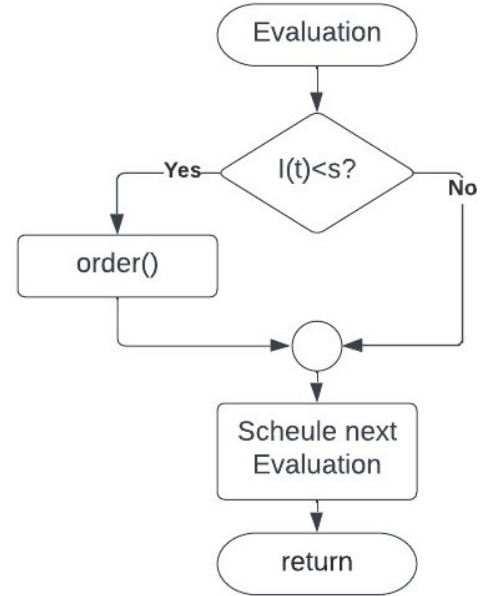 Evaluation
I(t)<s?
Yes
No
order()
Scheule next
Evaluation
return